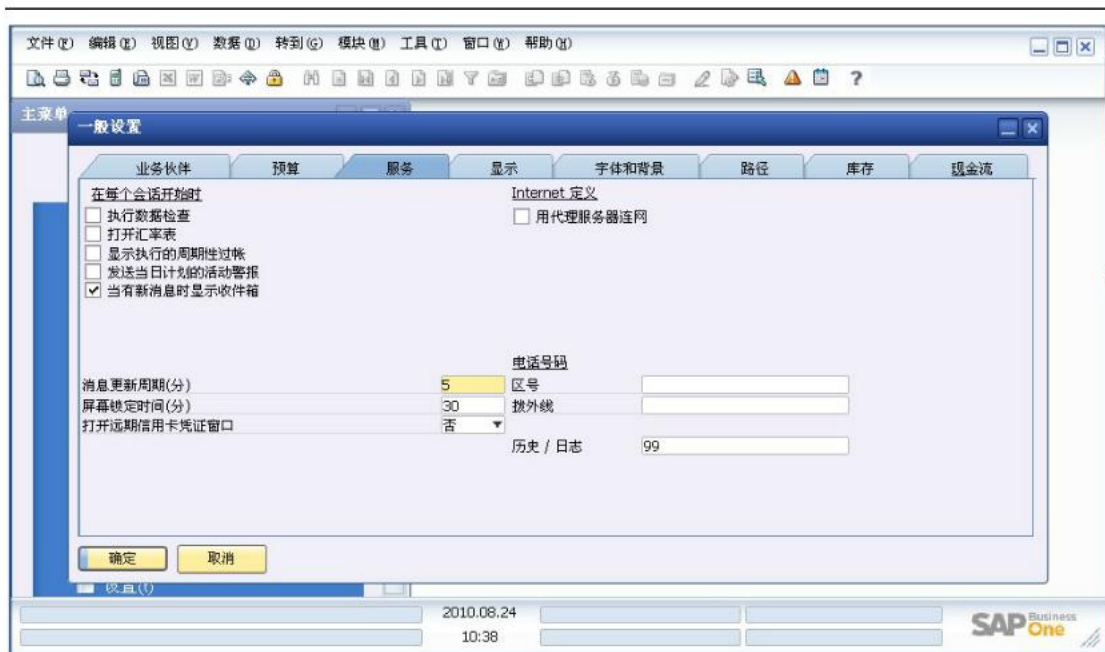 文件(F) 编辑(E) 视图(V) 数据(D) 转到(G) 模块(M) 工具(T) 窗口(W) 帮助(H)
主菜单
一般设置
业务伙伴 预算 服务 显示 字体和背景 路径 库存 现金流
在每个会话开始时 Internet 定义
执行数据检查 用代理服务器连网
打开汇率表
显示执行的周期性过帐
发送当日计划的活动警报
当有新消息时显示收件箱
电话号码
消息更新周期(分) 5 区号
屏幕锁定时间(分) 30 拨外线
打开远期信用卡凭证窗口 否
历史 / 日志 99
确定 取消
设置(f)
2010.08.24
10:38
SAP Business One